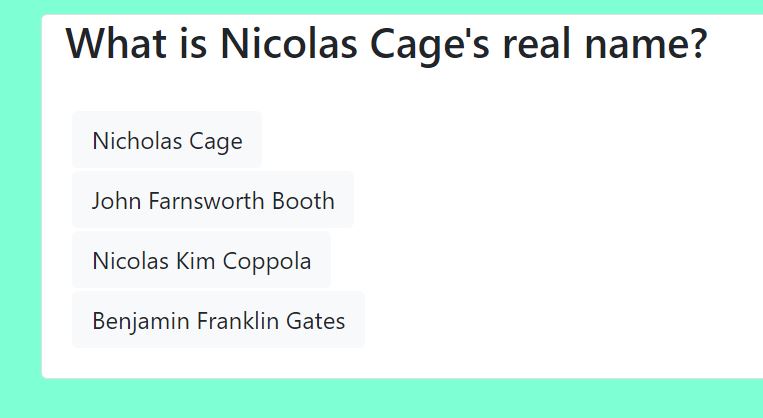 What is Nicolas Cage's real name?
Nicholas Cage
John Farnsworth Booth
Nicolas Kim Coppola
Benjamin Franklin Gates